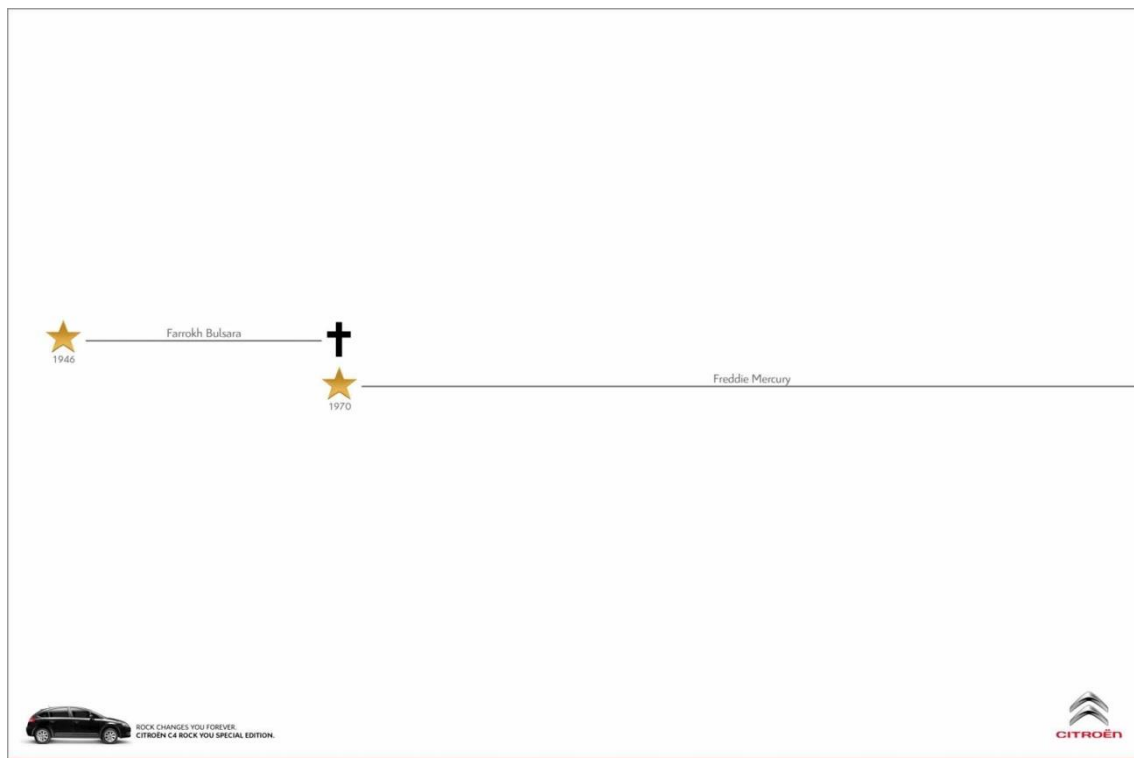 Farrokh Bulsara
1946
Freddie Mercury
1970
ROCK CHANGES YOU FOREVER.
CITROËN C4 ROCK YOU SPECIAL EDITION.
CITROËN